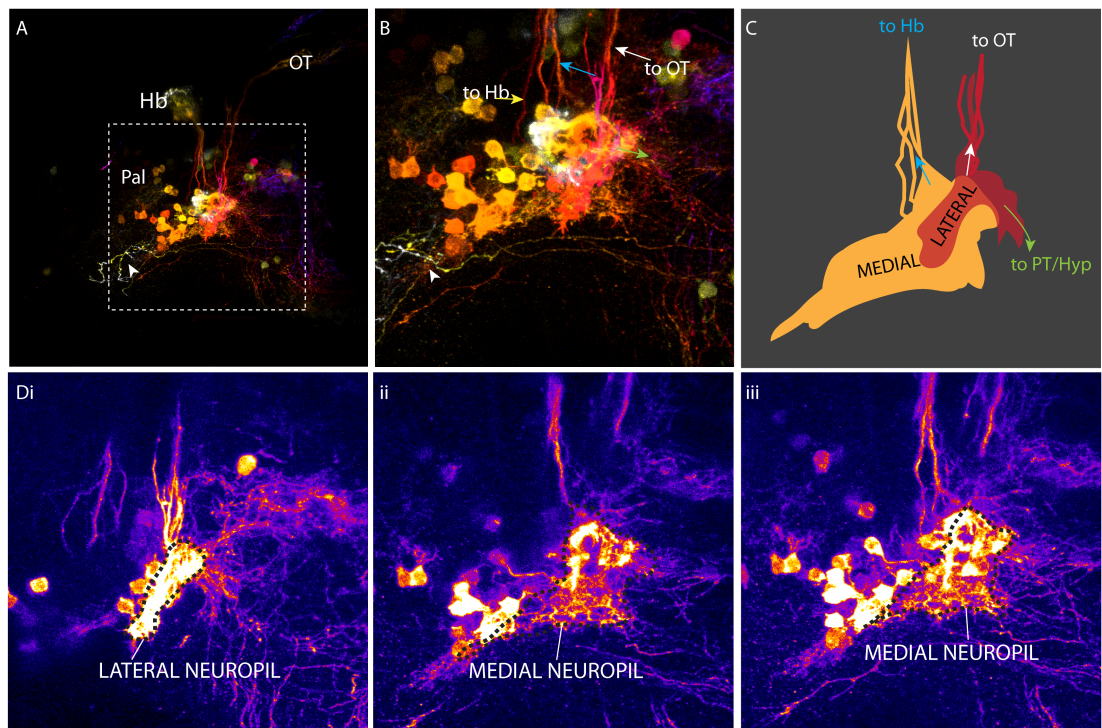 A
OT
Hb
Pal
B
to OT
to Hb
C
to Hb
to OT
LATERAL
MEDIAL
to PT/Hyp
Di
LATERAL NEUROPIL
ii
MEDIAL NEUROPIL
iii
MEDIAL NEUROPIL